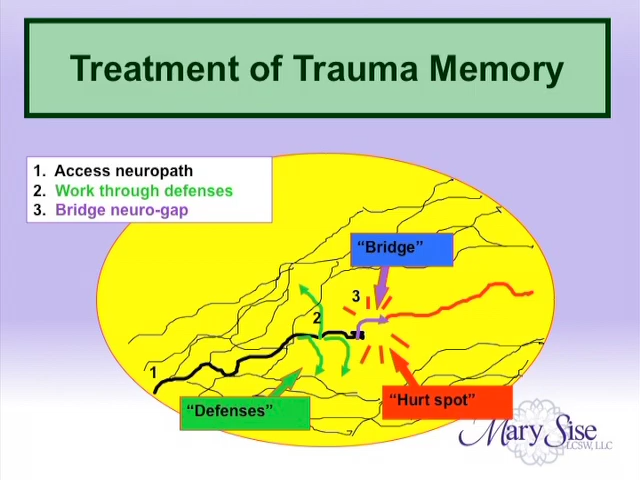 Treatment of Trauma Memory
1. Access neuropath
2. Work through defenses
3. Bridge neuro-gap
“Bridge”
3
2
1
“Defenses”
“Hurt spot”
Mary Sise
LCSW, LLC